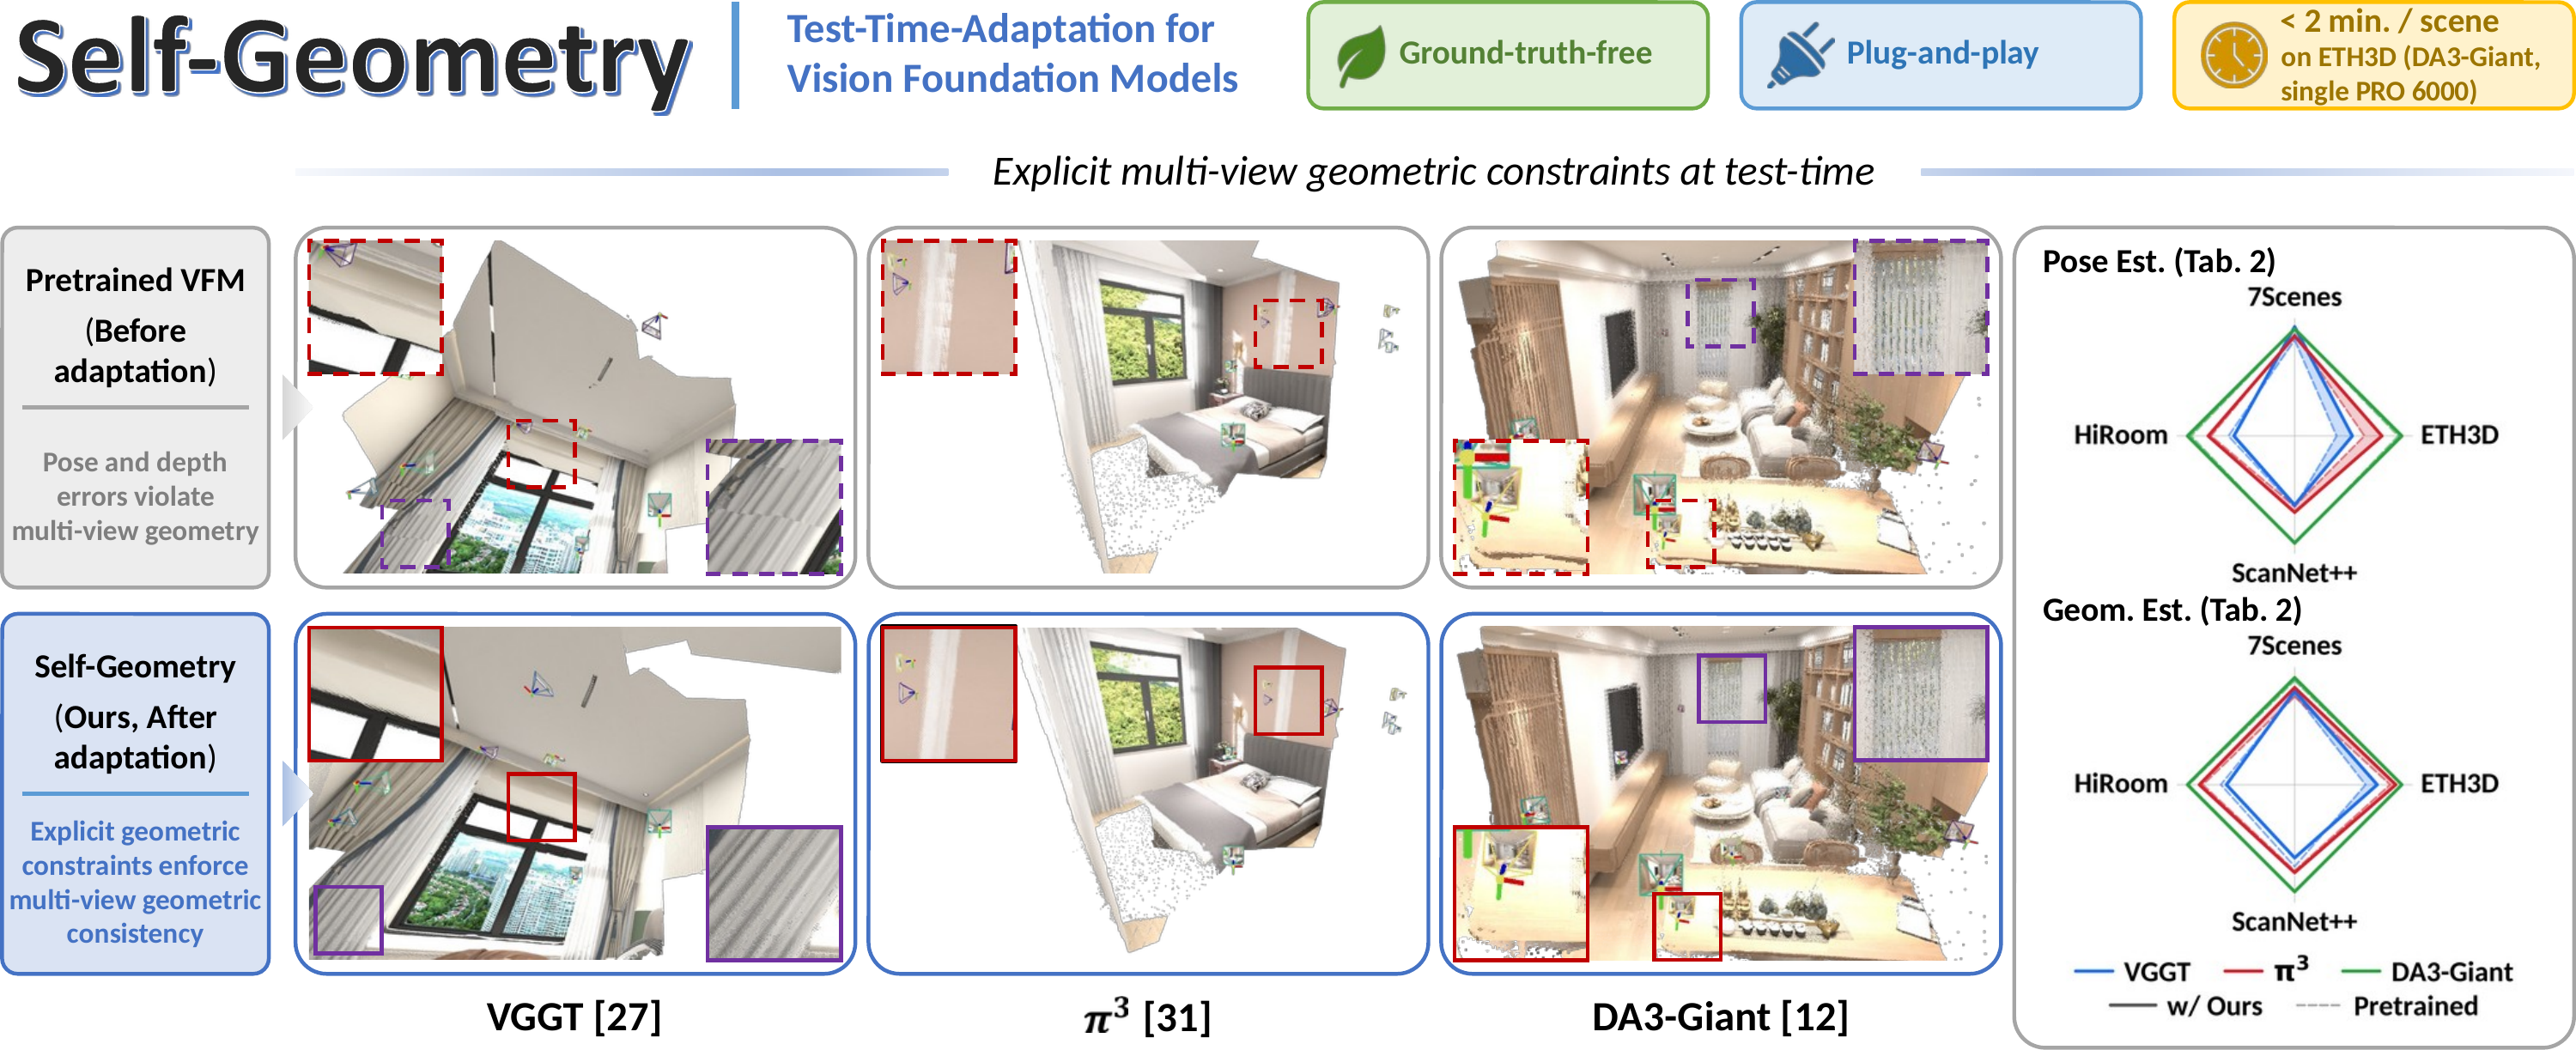 Self-Geometry
Test-Time-Adaptation for
Vision Foundation Models
Ground-truth-free
Plug-and-play
< 2 min. / scene
on ETH3D (DA3-Giant,
single PRO 6000)
Explicit multi-view geometric constraints at test-time
Pretrained VFM
(Before
adaptation)
Pose and depth
errors violate
multi-view geometry
Self-Geometry
(Ours, After
adaptation)
Explicit geometric
constraints enforce
multi-view geometric
consistency
VGGT [27]
π³ [31]
DA3-Giant [12]
Pose Est. (Tab. 2)
7Scenes
HiRoom
ETH3D
ScanNet++
Geom. Est. (Tab. 2)
7Scenes
HiRoom
ETH3D
ScanNet++
VGGT π³ DA3-Giant
w/ Ours Pretrained